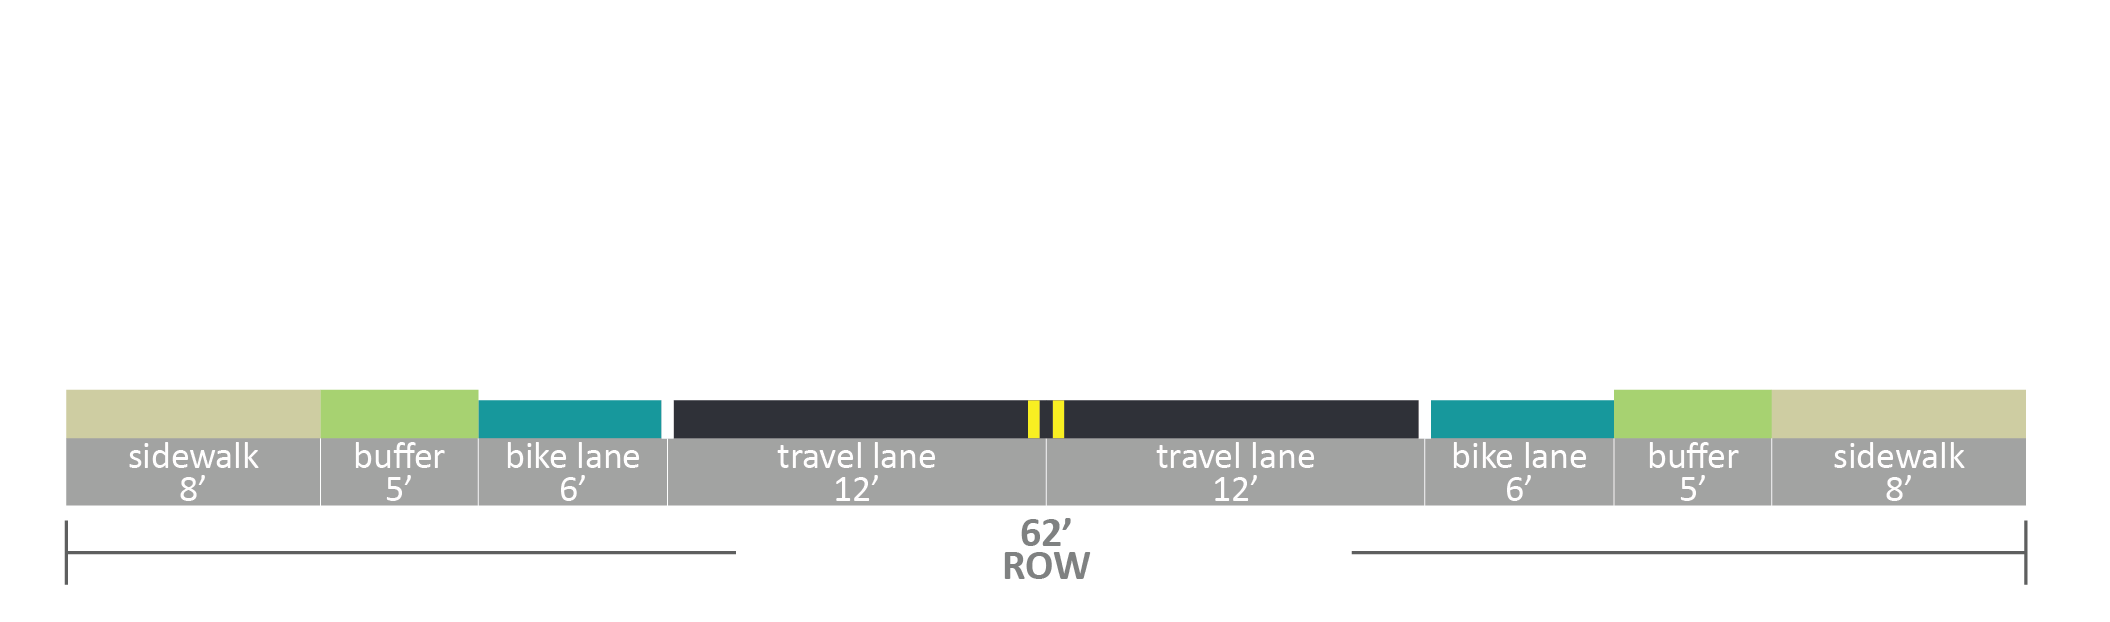 sidewalk
8’
buffer
5’
bike lane
6’
travel lane
12’
travel lane
12’
bike lane
6’
buffer
5’
sidewalk
8’
62’
ROW